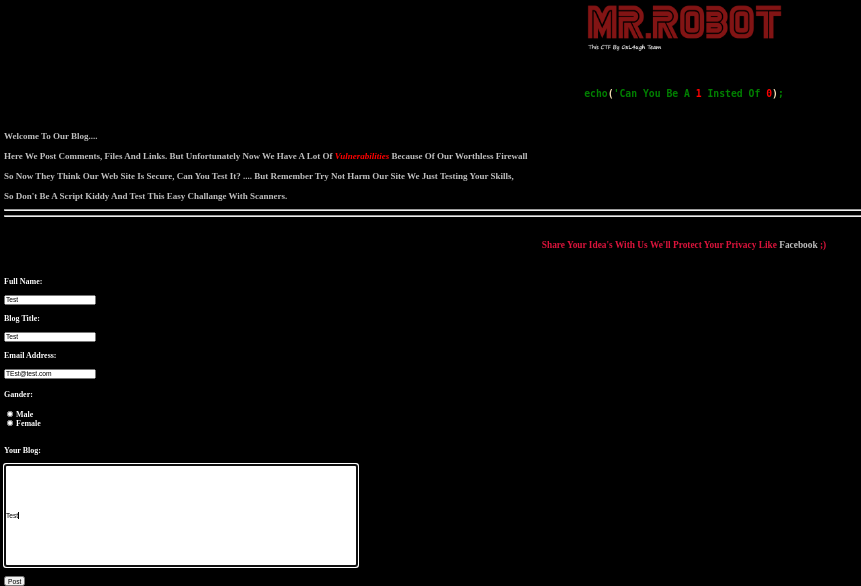 MR.ROBOT
This CTF By Cs4Legh Team
echo('Can You Be A 1 Insted Of 0);
Welcome To Our Blog....
Here We Post Comments, Files And Links. But Unfortunately Now We Have A Lot Of Vulnerabilities Because Of Our Worthless Firewall
So Now They Think Our Web Site Is Secure, Can You Test It? .... But Remember Try Not Harm Our Site We Just Testing Your Skills,
So Don't Be A Script Kiddy And Test This Easy Challange With Scanners.
Share Your Idea's With Us We'll Protect Your Privacy Like Facebook ;)
Full Name:
Test
Blog Title:
Test
Email Address:
TEst@test.com
Gander:
Male
Female
Your Blog:
Test
Post